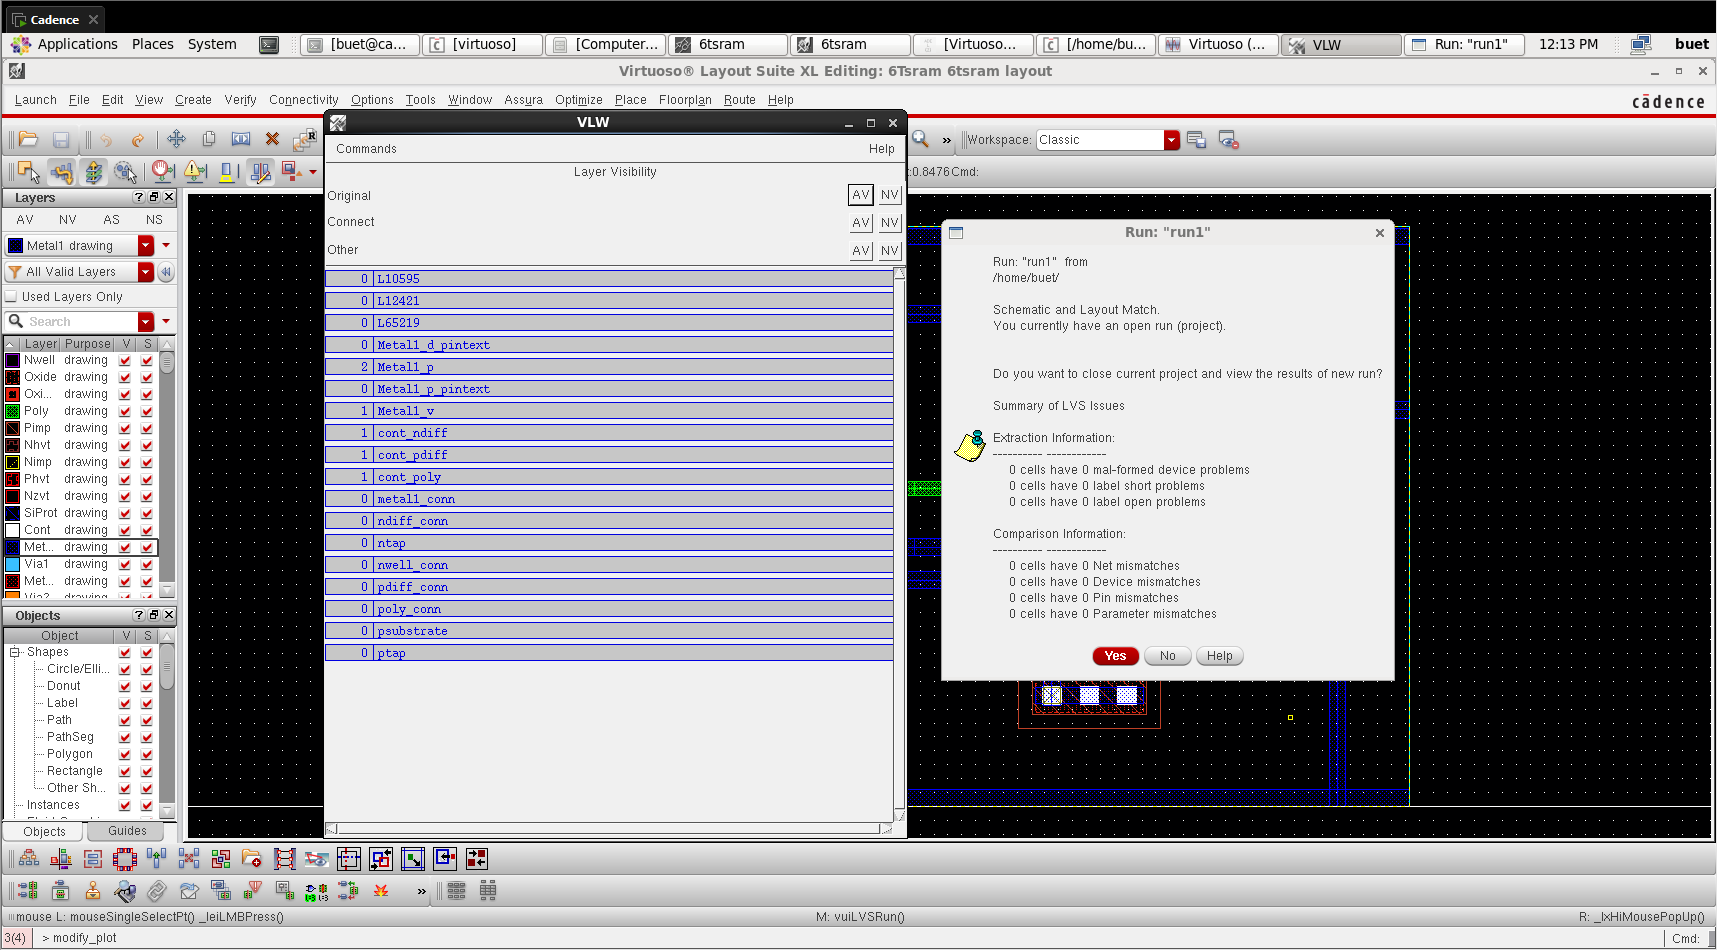 Cadence
Applications Places System [buet@ca... [virtuoso] [Computer... 6tsram 6tsram [Virtuoso... [/home/bu... Virtuoso (... VLW Run: "run1" 12:13 PM buet
Virtuoso® Layout Suite XL Editing: 6Tsram 6tsram layout
Launch File Edit View Create Verify Connectivity Options Tools Window Assura Optimize Place Floorplan Route Help
cādence
» Workspace: Classic
:0.8476 Cmd:
Layers
AV NV AS NS
Metal1 drawing
All Valid Layers
Used Layers Only
Search
Layer Purpose V S
Nwell drawing
Oxide drawing
Oxi... drawing
Poly drawing
Pimp drawing
Nhvt drawing
Nimp drawing
Phvt drawing
Nzvt drawing
SiProt drawing
Cont drawing
Met... drawing
Via1 drawing
Met... drawing
Via2 drawing
Objects
Object V S
Shapes
Circle/Elli...
Donut
Label
Path
PathSeg
Polygon
Rectangle
Other Sh...
Instances
Objects Guides
VLW
Commands Help
Layer Visibility
Original AV NV
Connect AV NV
Other AV NV
0 L10595
0 L12421
0 L65219
0 Metal1_d_pintext
2 Metal1_p
0 Metal1_p_pintext
1 Metal1_v
1 cont_ndiff
1 cont_pdiff
1 cont_poly
0 metal1_conn
0 ndiff_conn
0 ntap
0 nwell_conn
0 pdiff_conn
0 poly_conn
0 psubstrate
0 ptap
Run: "run1"
Run: "run1" from
/home/buet/
Schematic and Layout Match.
You currently have an open run (project).
Do you want to close current project and view the results of new run?
Summary of LVS Issues
Extraction Information:
---------- ------------
0 cells have 0 mal-formed device problems
0 cells have 0 label short problems
0 cells have 0 label open problems
Comparison Information:
---------- ------------
0 cells have 0 Net mismatches
0 cells have 0 Device mismatches
0 cells have 0 Pin mismatches
0 cells have 0 Parameter mismatches
Yes No Help
»
mouse L: mouseSingleSelectPt() _leiLMBPress() M: vuiLVSRun() R: _lxHiMousePopUp()
3(4) > modify_plot Cmd: